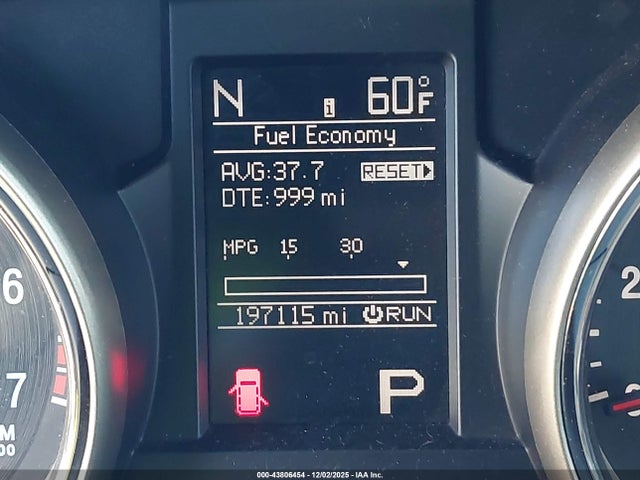 N i 60°F
Fuel Economy
AVG:37.7 RESET
DTE:999 mi
MPG 15 30
197115 mi RUN
P
6
7
M
00
2
000-43806454 - 12/02/2025 - IAA Inc.